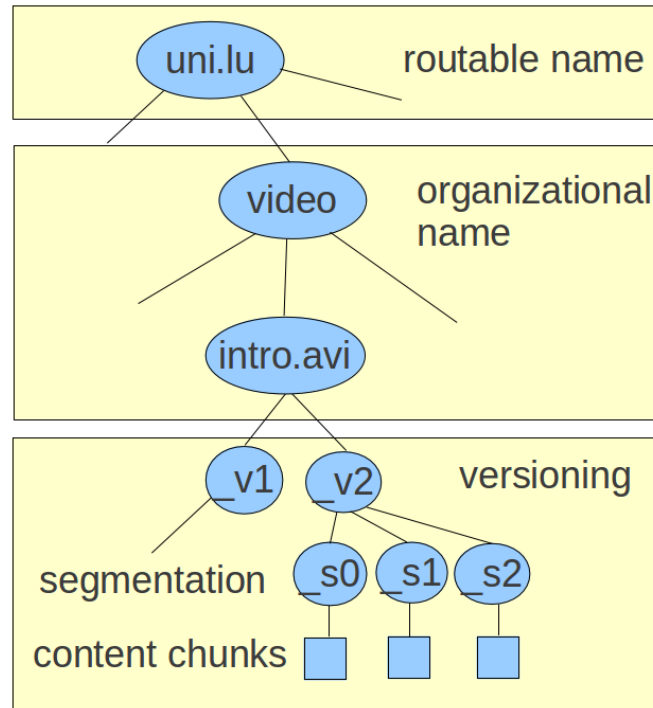 uni.lu
routable name
video
organizational
name
intro.avi
_v1
_v2
versioning
segmentation
_s0
_s1
_s2
content chunks